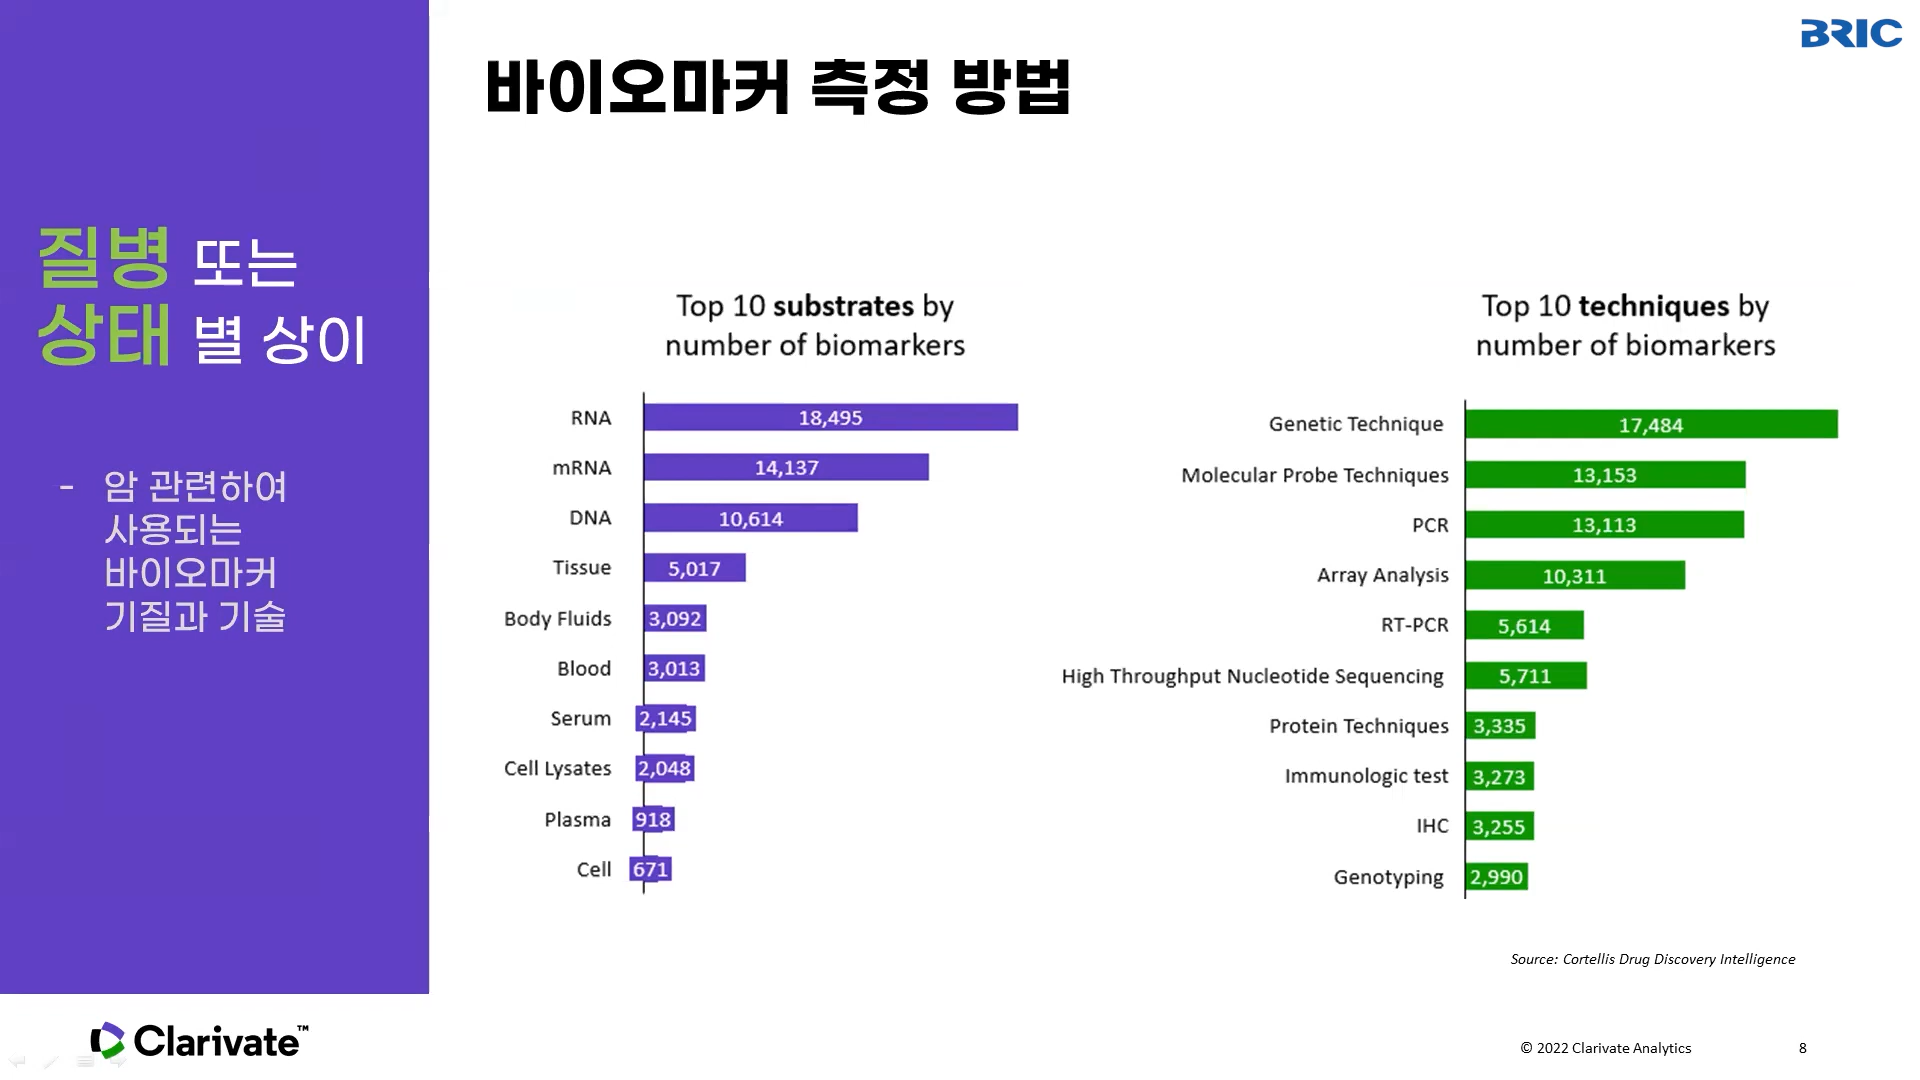 BRIC
바이오마커 측정 방법
질병 또는
상태 별 상이
- 암 관련하여
사용되는
바이오마커
기질과 기술
Top 10 substrates by
number of biomarkers
RNA 18,495
mRNA 14,137
DNA 10,614
Tissue 5,017
Body Fluids 3,092
Blood 3,013
Serum 2,145
Cell Lysates 2,048
Plasma 918
Cell 671
Top 10 techniques by
number of biomarkers
Genetic Technique 17,484
Molecular Probe Techniques 13,153
PCR 13,113
Array Analysis 10,311
RT-PCR 5,614
High Throughput Nucleotide Sequencing 5,711
Protein Techniques 3,335
Immunologic test 3,273
IHC 3,255
Genotyping 2,990
Source: Cortellis Drug Discovery Intelligence
Clarivate™
© 2022 Clarivate Analytics
8